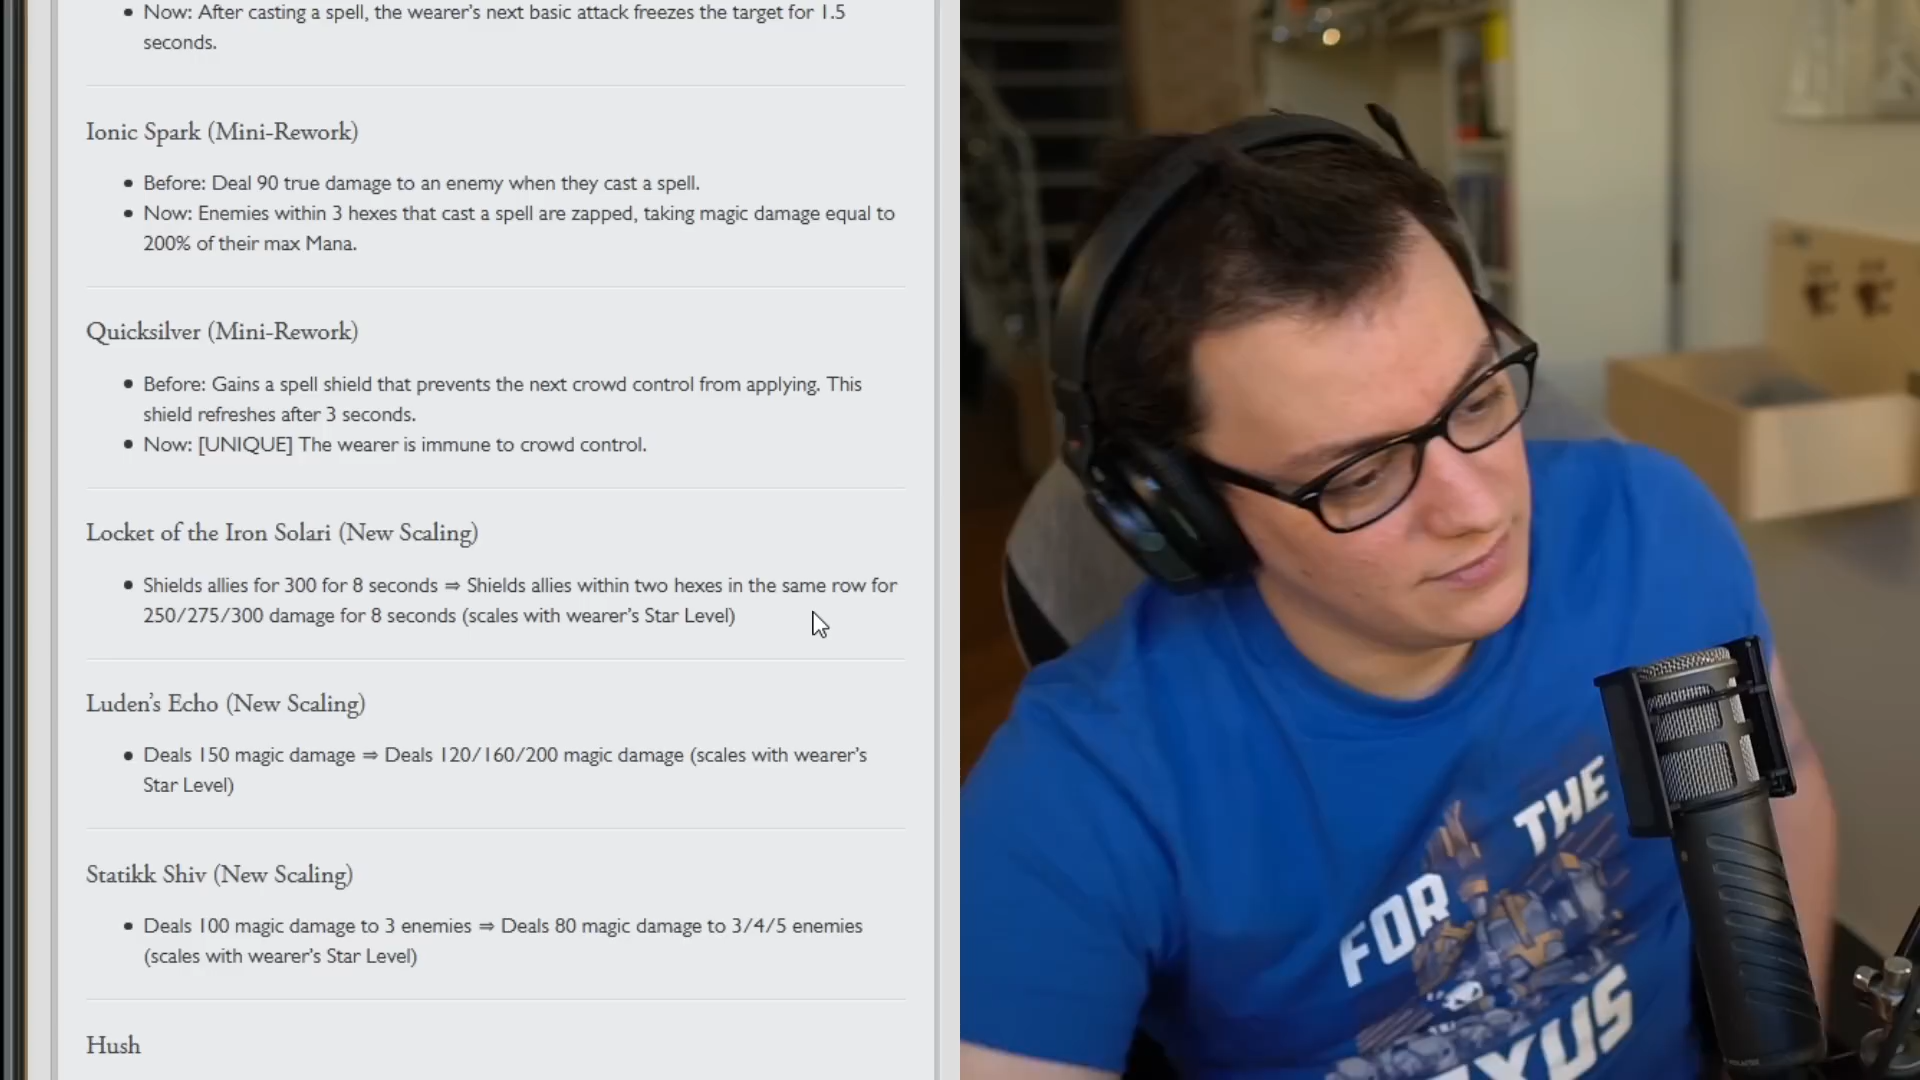 • Now: After casting a spell, the wearer's next basic attack freezes the target for 1.5
seconds.
Ionic Spark (Mini-Rework)
• Before: Deal 90 true damage to an enemy when they cast a spell.
• Now: Enemies within 3 hexes that cast a spell are zapped, taking magic damage equal to
200% of their max Mana.
Quicksilver (Mini-Rework)
• Before: Gains a spell shield that prevents the next crowd control from applying. This
shield refreshes after 3 seconds.
• Now: [UNIQUE] The wearer is immune to crowd control.
Locket of the Iron Solari (New Scaling)
• Shields allies for 300 for 8 seconds ⇒ Shields allies within two hexes in the same row for
250/275/300 damage for 8 seconds (scales with wearer's Star Level)
Luden's Echo (New Scaling)
• Deals 150 magic damage ⇒ Deals 120/160/200 magic damage (scales with wearer's
Star Level)
Statikk Shiv (New Scaling)
• Deals 100 magic damage to 3 enemies ⇒ Deals 80 magic damage to 3/4/5 enemies
(scales with wearer's Star Level)
Hush
FOR
THE